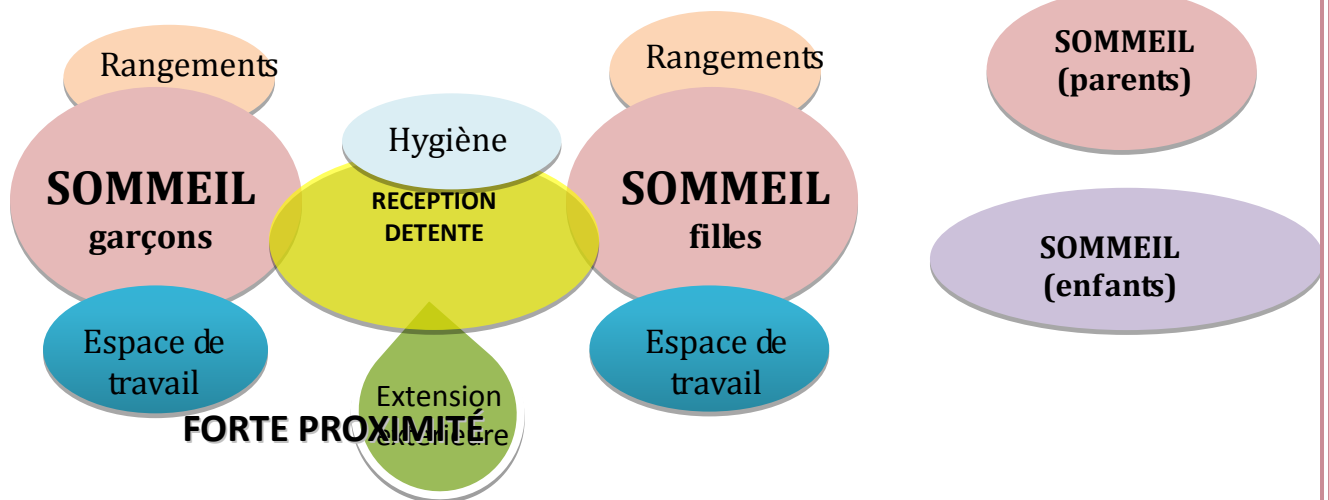 Rangements
SOMMEIL
garçons
Espace de
travail
Hygiène
RECEPTION
DETENTE
Extension
extérieure
FORTE PROXIMITÉ
Rangements
SOMMEIL
filles
Espace de
travail
SOMMEIL
(parents)
SOMMEIL
(enfants)